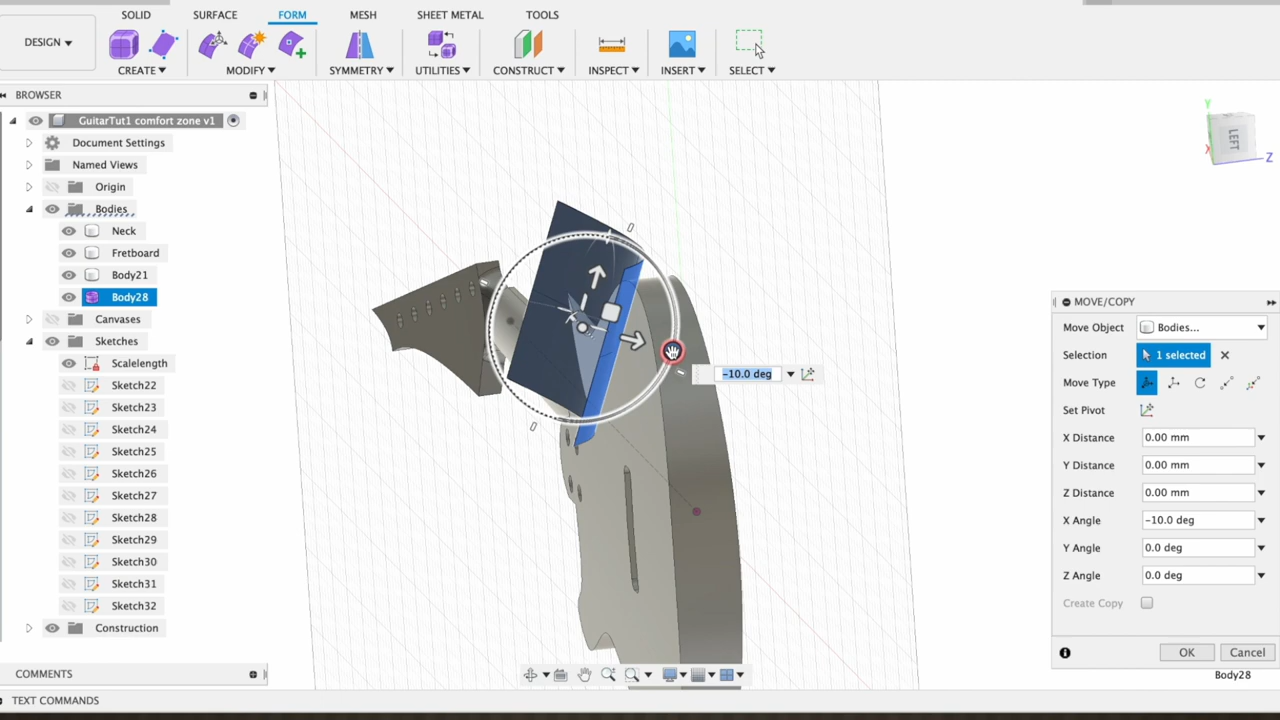 SOLID SURFACE FORM MESH SHEET METAL TOOLS
DESIGN
CREATE MODIFY SYMMETRY UTILITIES CONSTRUCT INSPECT INSERT SELECT
BROWSER
GuitarTut1 comfort zone v1
Document Settings
Named Views
Origin
Bodies
Neck
Fretboard
Body21
Body28
Canvases
Sketches
Scalelength
Sketch22
Sketch23
Sketch24
Sketch25
Sketch26
Sketch27
Sketch28
Sketch29
Sketch30
Sketch31
Sketch32
Construction
COMMENTS
TEXT COMMANDS
-10.0 deg
Y
LEFT
X
Z
MOVE/COPY
Move Object Bodies...
Selection 1 selected
Move Type
Set Pivot
X Distance 0.00 mm
Y Distance 0.00 mm
Z Distance 0.00 mm
X Angle -10.0 deg
Y Angle 0.0 deg
Z Angle 0.0 deg
Create Copy
OK Cancel
Body28